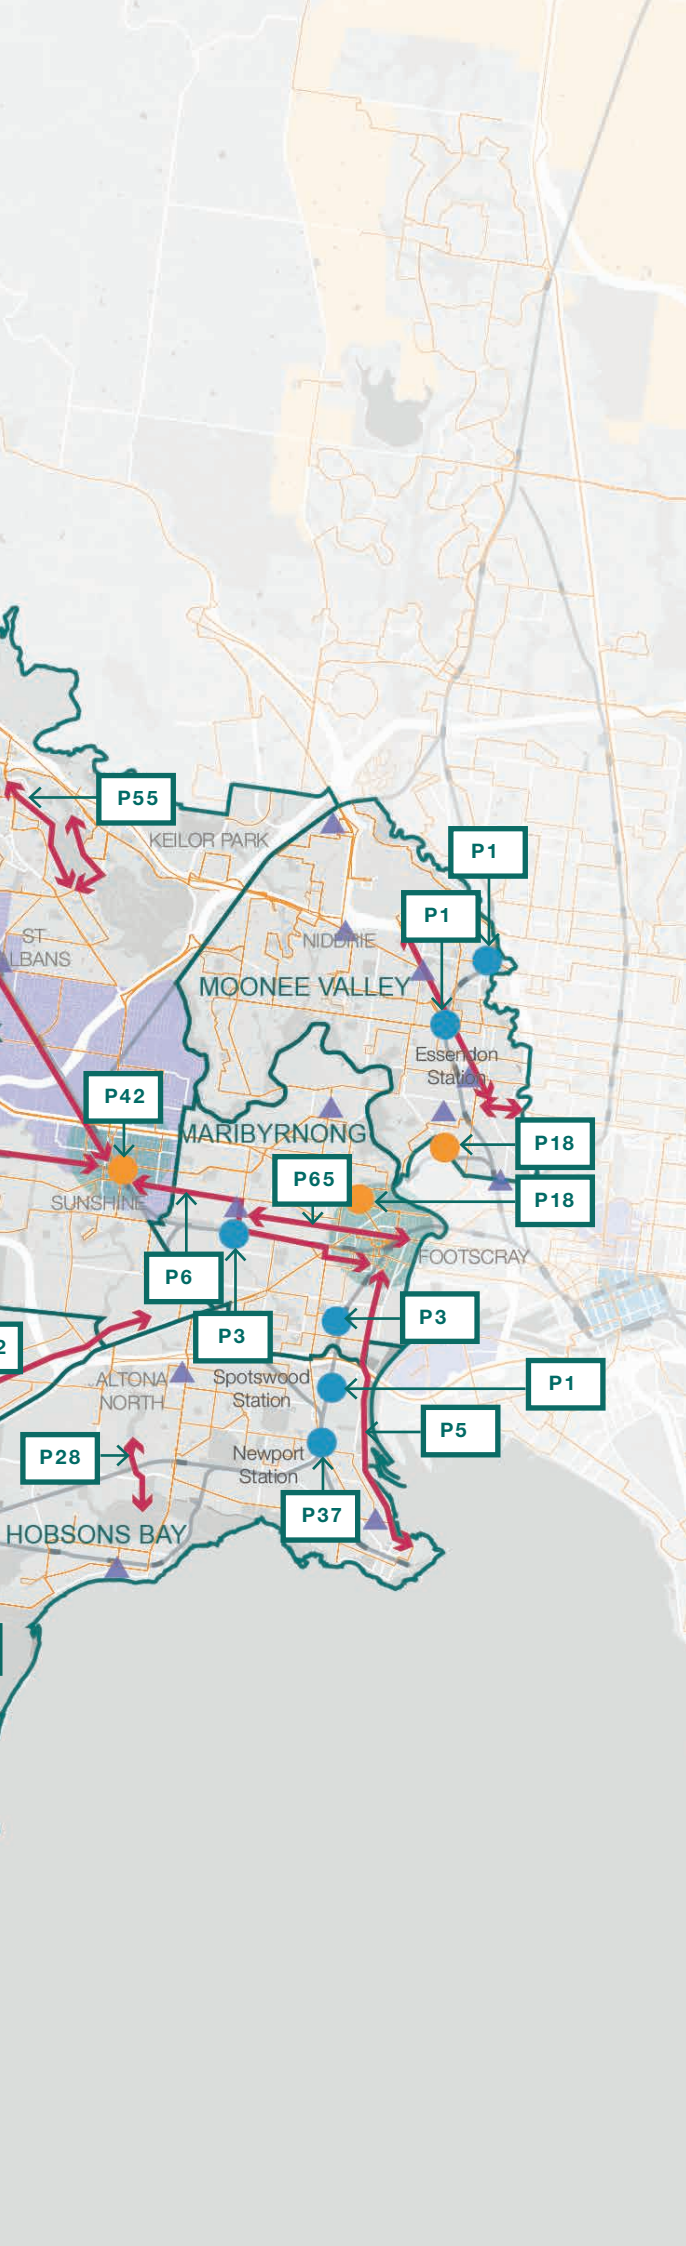 P55
KEILOR PARK
P1
P1
ST
LBANS
NIDDRIE
MOONEE VALLEY
Essendon
Station
P42
MARIBYRNONG
P18
P65
P18
SUNSHINE
FOOTSCRAY
P6
P3
P3
2
ALTONA
NORTH
Spotswood
Station
P1
P5
P28
Newport
Station
P37
HOBSONS BAY